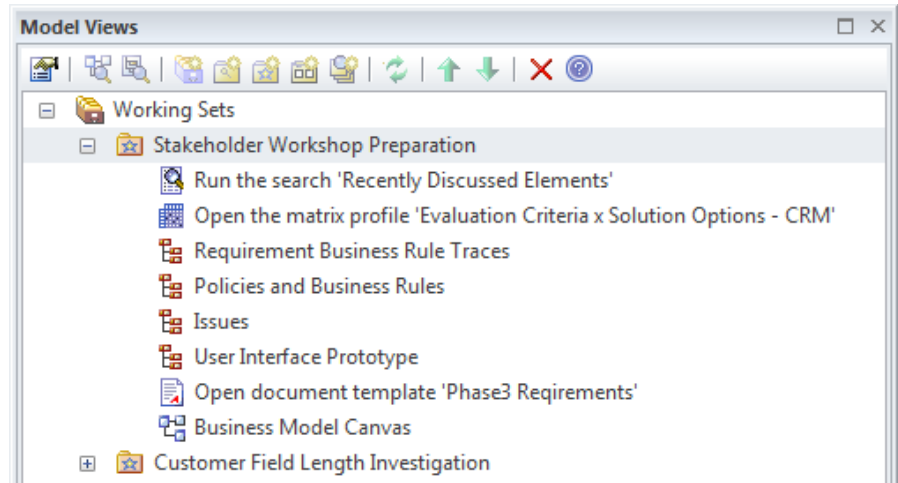 Model Views
Working Sets
Stakeholder Workshop Preparation
Run the search 'Recently Discussed Elements'
Open the matrix profile 'Evaluation Criteria x Solution Options - CRM'
Requirement Business Rule Traces
Policies and Business Rules
Issues
User Interface Prototype
Open document template 'Phase3 Reqirements'
Business Model Canvas
Customer Field Length Investigation